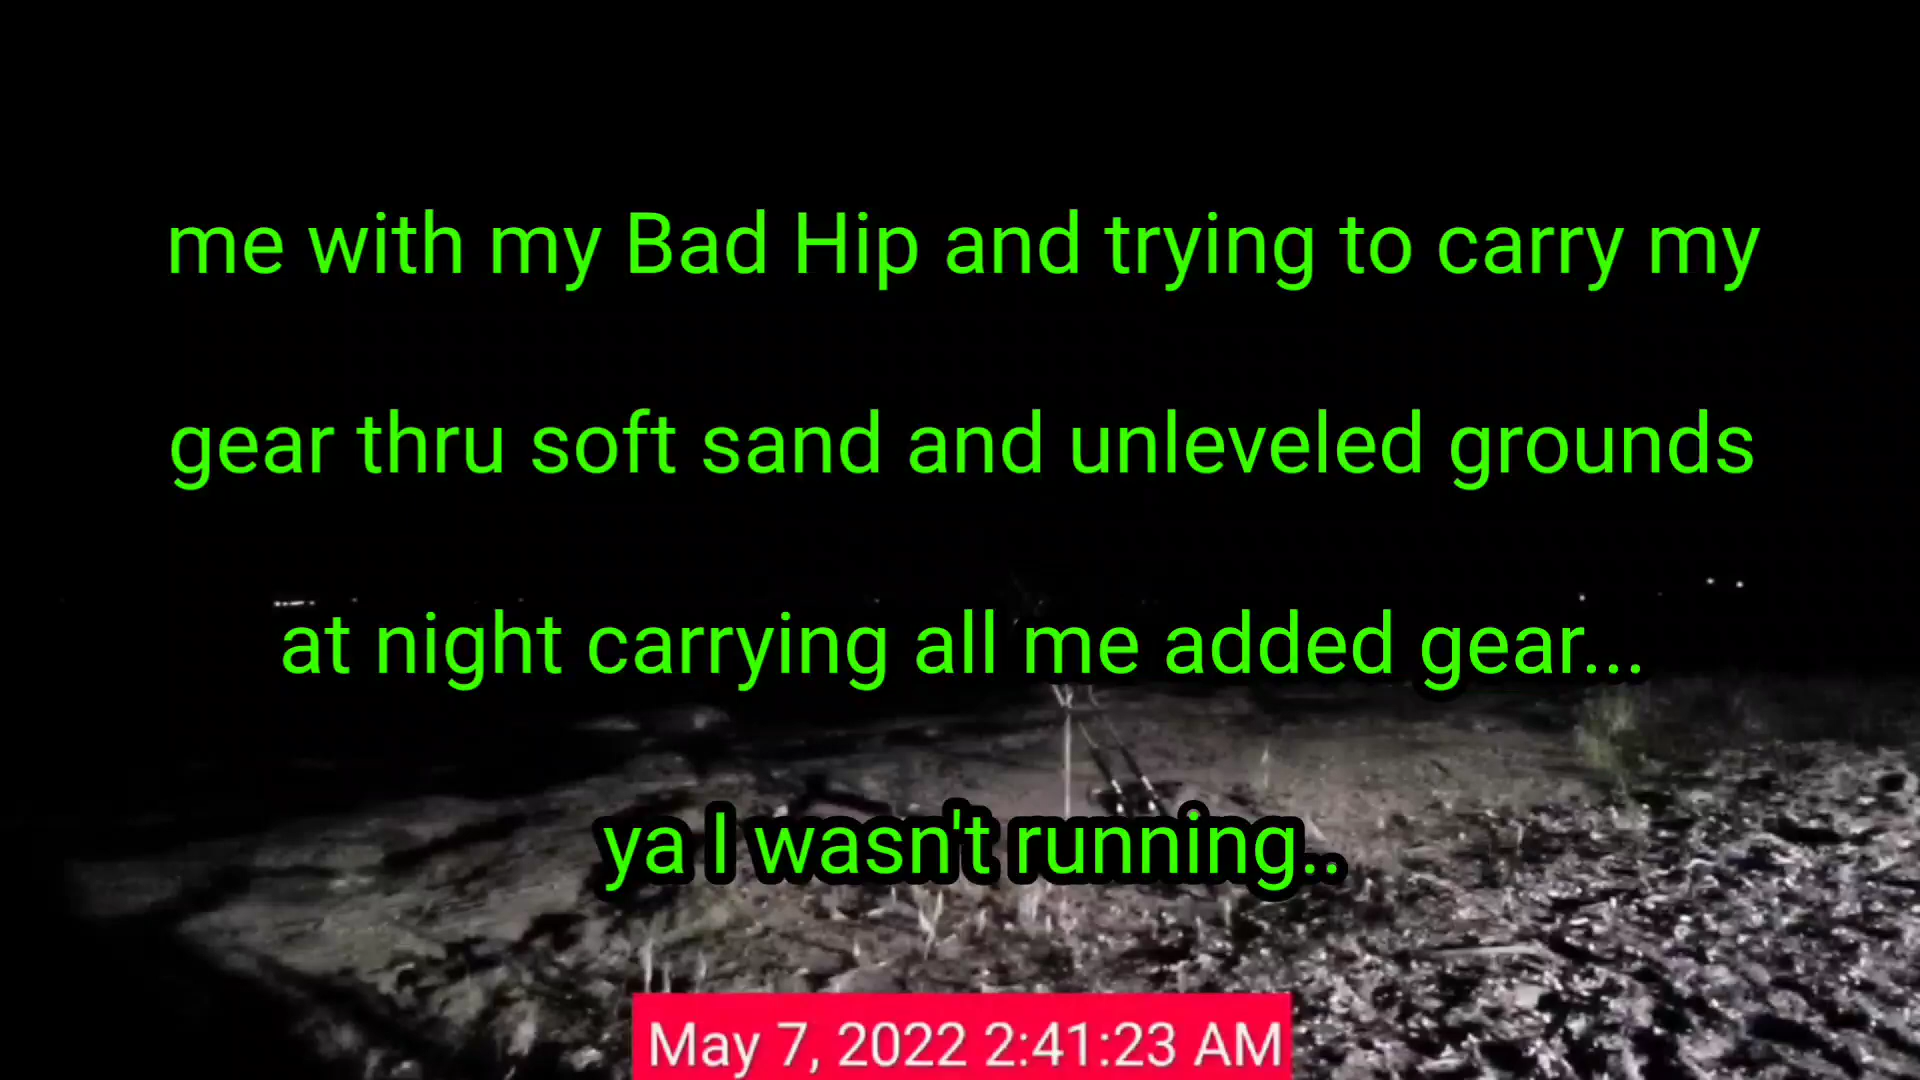 me with my Bad Hip and trying to carry my
gear thru soft sand and unleveled grounds
at night carrying all me added gear...
ya I wasn't running..
May 7, 2022 2:41:23 AM